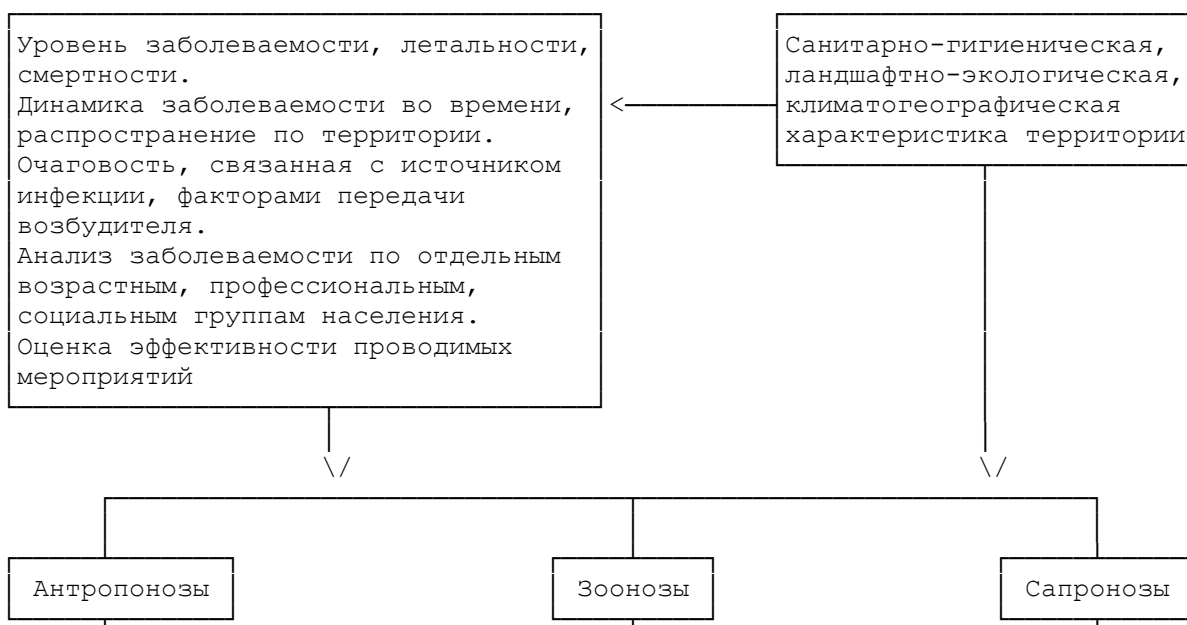 Уровень заболеваемости, летальности,
смертности.
Динамика заболеваемости во времени,
распространение по территории.
Очаговость, связанная с источником
инфекции, факторами передачи
возбудителя.
Анализ заболеваемости по отдельным
возрастным, профессиональным,
социальным группам населения.
Оценка эффективности проводимых
мероприятий
Санитарно-гигиеническая,
ландшафтно-экологическая,
климатогеографическая
характеристика территории
Антропонозы
Зоонозы
Сапронозы